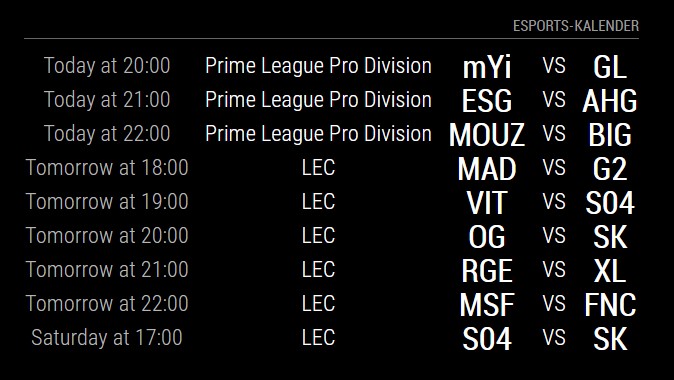 ESPORTS-KALENDER
Today at 20:00 Prime League Pro Division mYi VS GL
Today at 21:00 Prime League Pro Division ESG VS AHG
Today at 22:00 Prime League Pro Division MOUZ VS BIG
Tomorrow at 18:00 LEC MAD VS G2
Tomorrow at 19:00 LEC VIT VS S04
Tomorrow at 20:00 LEC OG VS SK
Tomorrow at 21:00 LEC RGE VS XL
Tomorrow at 22:00 LEC MSF VS FNC
Saturday at 17:00 LEC S04 VS SK